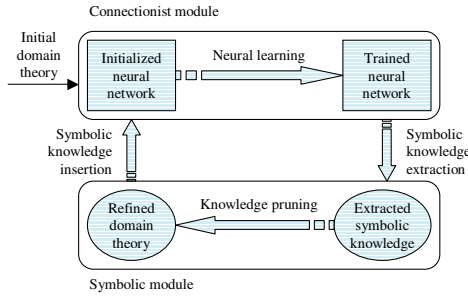 Connectionist module
Initial
domain
theory
Initialized
neural
network
Neural learning
Trained
neural
network
Symbolic
knowledge
insertion
Symbolic
knowledge
extraction
Refined
domain
theory
Knowledge pruning
Extracted
symbolic
knowledge
Symbolic module